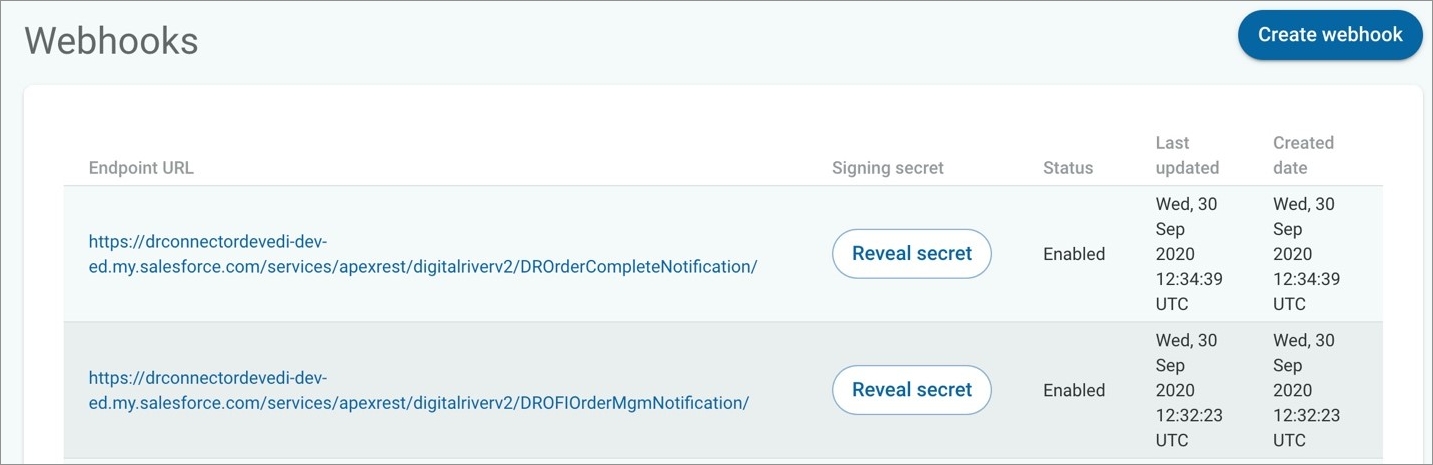 Webhooks
Create webhook
Endpoint URL
Signing secret
Status
Last
updated
Created
date
https://drconnectordevedi-dev-
ed.my.salesforce.com/services/apexrest/digitalriverv2/DROrderCompleteNotification/
Reveal secret
Enabled
Wed, 30
Sep
2020
12:34:39
UTC
Wed, 30
Sep
2020
12:34:39
UTC
https://drconnectordevedi-dev-
ed.my.salesforce.com/services/apexrest/digitalriverv2/DROFIOrderMgmNotification/
Reveal secret
Enabled
Wed, 30
Sep
2020
12:32:23
UTC
Wed, 30
Sep
2020
12:32:23
UTC